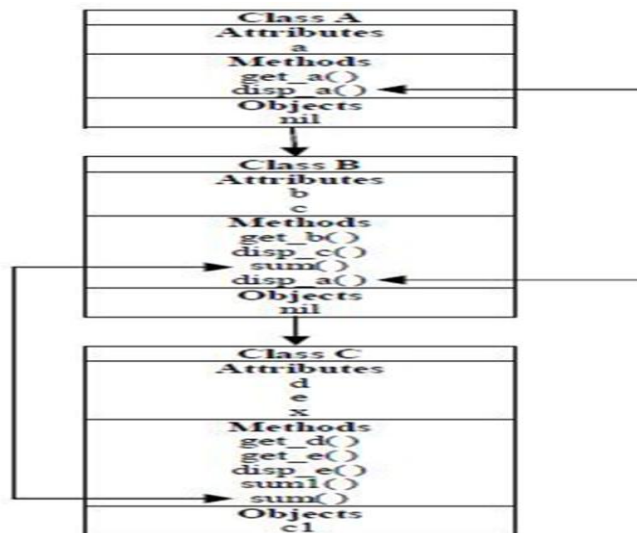 Class A
Attributes
a
Methods
get_a()
disp_a()
Objects
nil
Class B
Attributes
b
c
Methods
get_b()
disp_c()
sum()
disp_a()
Objects
nil
Class C
Attributes
d
e
x
Methods
get_d()
get_e()
disp_e()
sum1()
sum()
Objects
c1